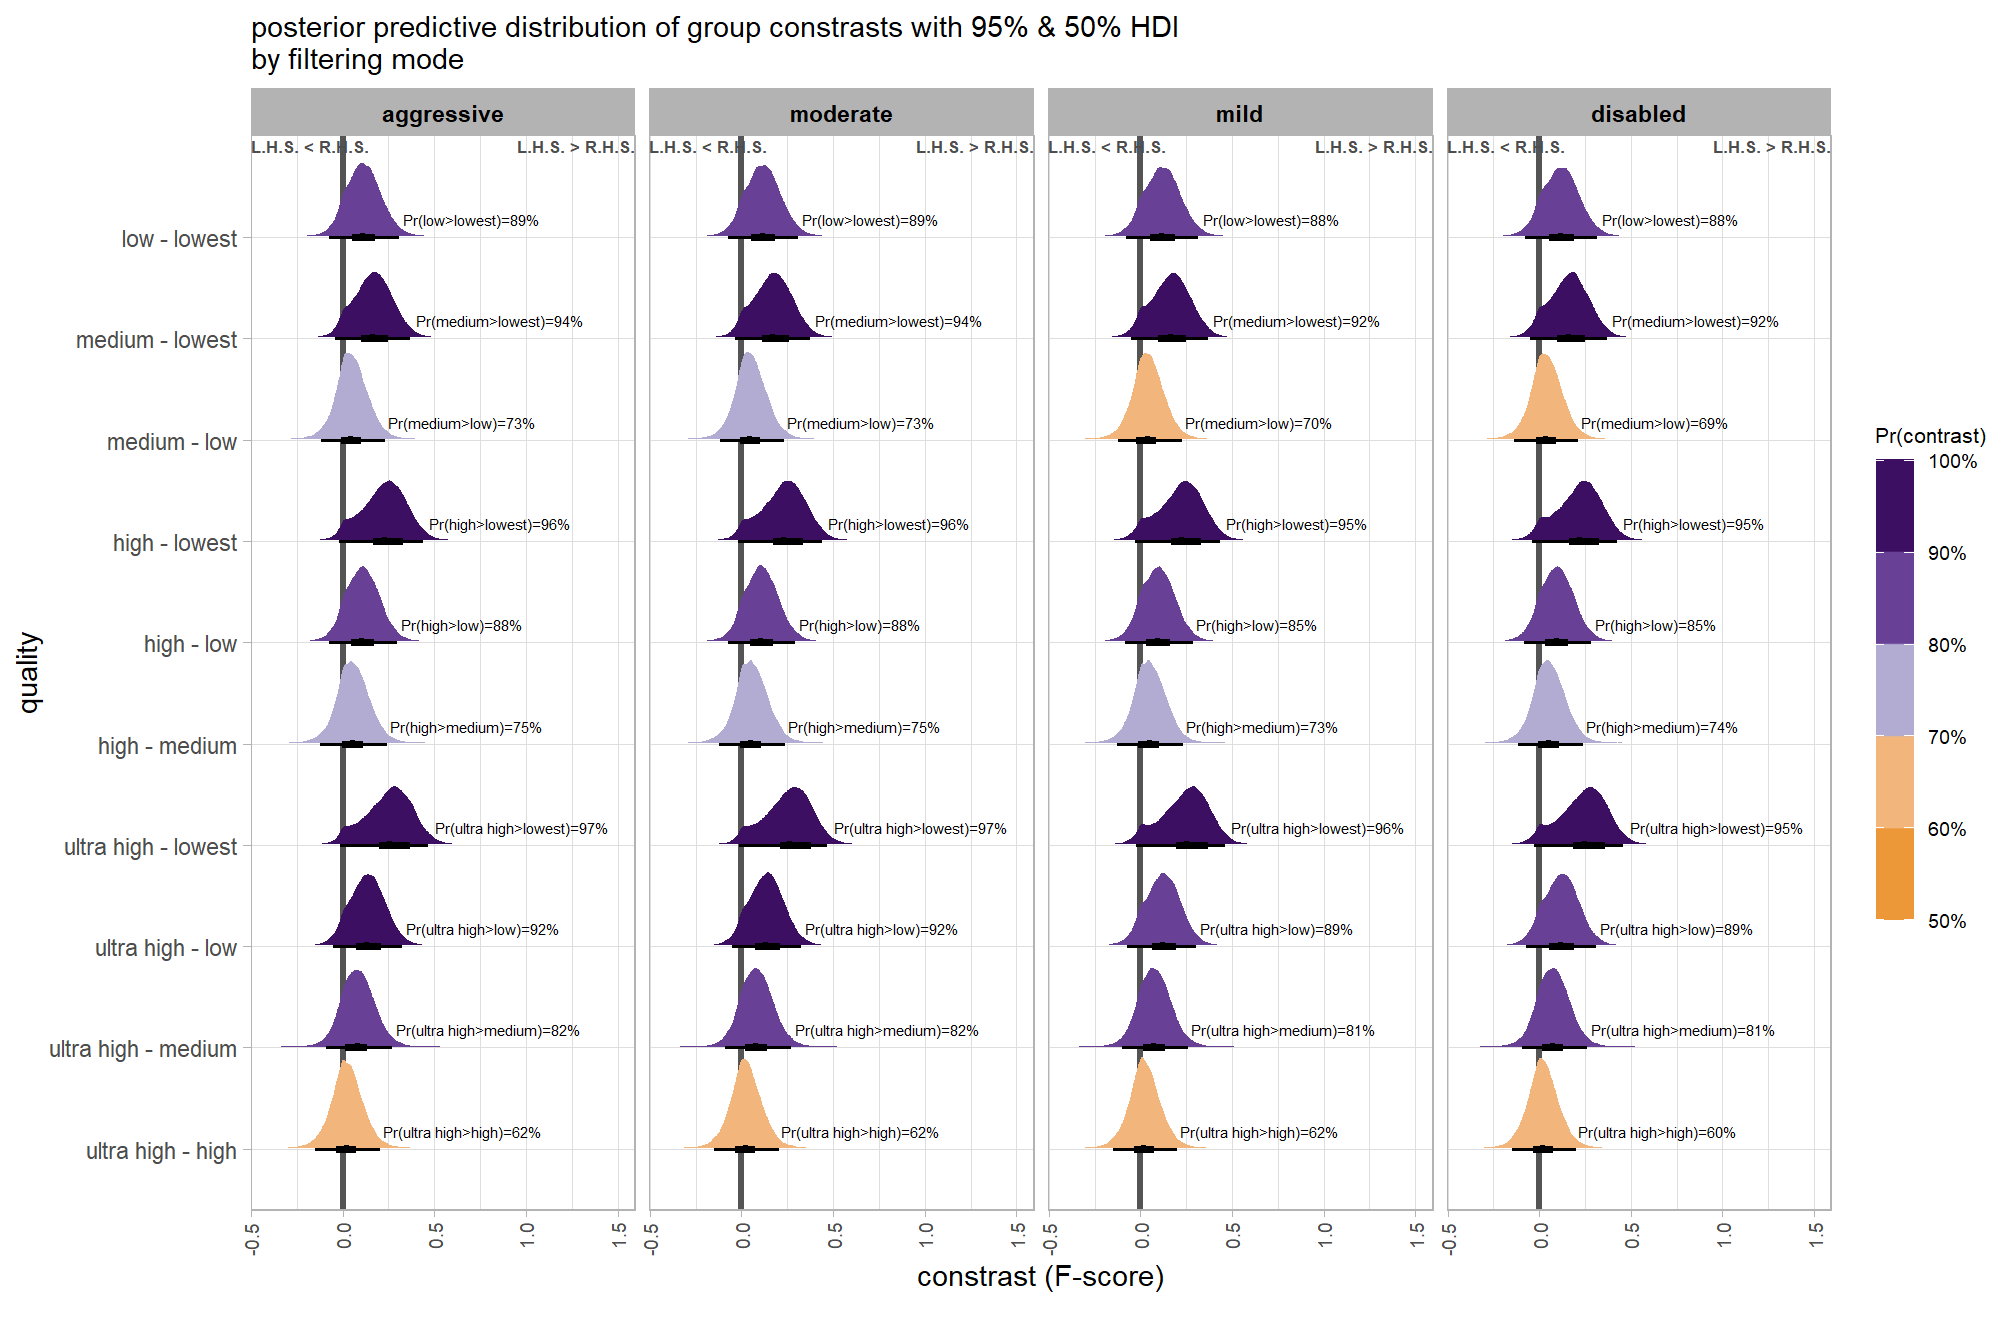 posterior predictive distribution of group constrasts with 95% & 50% HDI
by filtering mode
aggressive moderate mild disabled
L.H.S. < R.H.S. L.H.S. > R.H.S. L.H.S. < R.H.S. L.H.S. > R.H.S. L.H.S. < R.H.S. L.H.S. > R.H.S. L.H.S. < R.H.S. L.H.S. > R.H.S.
Pr(low>lowest)=89% Pr(low>lowest)=89% Pr(low>lowest)=88% Pr(low>lowest)=88%
low - lowest
Pr(medium>lowest)=94% Pr(medium>lowest)=94% Pr(medium>lowest)=92% Pr(medium>lowest)=92%
medium - lowest
Pr(medium>low)=73% Pr(medium>low)=73% Pr(medium>low)=70% Pr(medium>low)=69%
medium - low
Pr(high>lowest)=96% Pr(high>lowest)=96% Pr(high>lowest)=95% Pr(high>lowest)=95%
high - lowest
Pr(high>low)=88% Pr(high>low)=88% Pr(high>low)=85% Pr(high>low)=85%
high - low
Pr(high>medium)=75% Pr(high>medium)=75% Pr(high>medium)=73% Pr(high>medium)=74%
high - medium
Pr(ultra high>lowest)=97% Pr(ultra high>lowest)=97% Pr(ultra high>lowest)=96% Pr(ultra high>lowest)=95%
ultra high - lowest
Pr(ultra high>low)=92% Pr(ultra high>low)=92% Pr(ultra high>low)=89% Pr(ultra high>low)=89%
ultra high - low
Pr(ultra high>medium)=82% Pr(ultra high>medium)=82% Pr(ultra high>medium)=81% Pr(ultra high>medium)=81%
ultra high - medium
Pr(ultra high>high)=62% Pr(ultra high>high)=62% Pr(ultra high>high)=62% Pr(ultra high>high)=60%
ultra high - high
quality
-0.5 0.0 0.5 1.0 1.5 -0.5 0.0 0.5 1.0 1.5 -0.5 0.0 0.5 1.0 1.5 -0.5 0.0 0.5 1.0 1.5
constrast (F-score)
Pr(contrast)
100%
90%
80%
70%
60%
50%